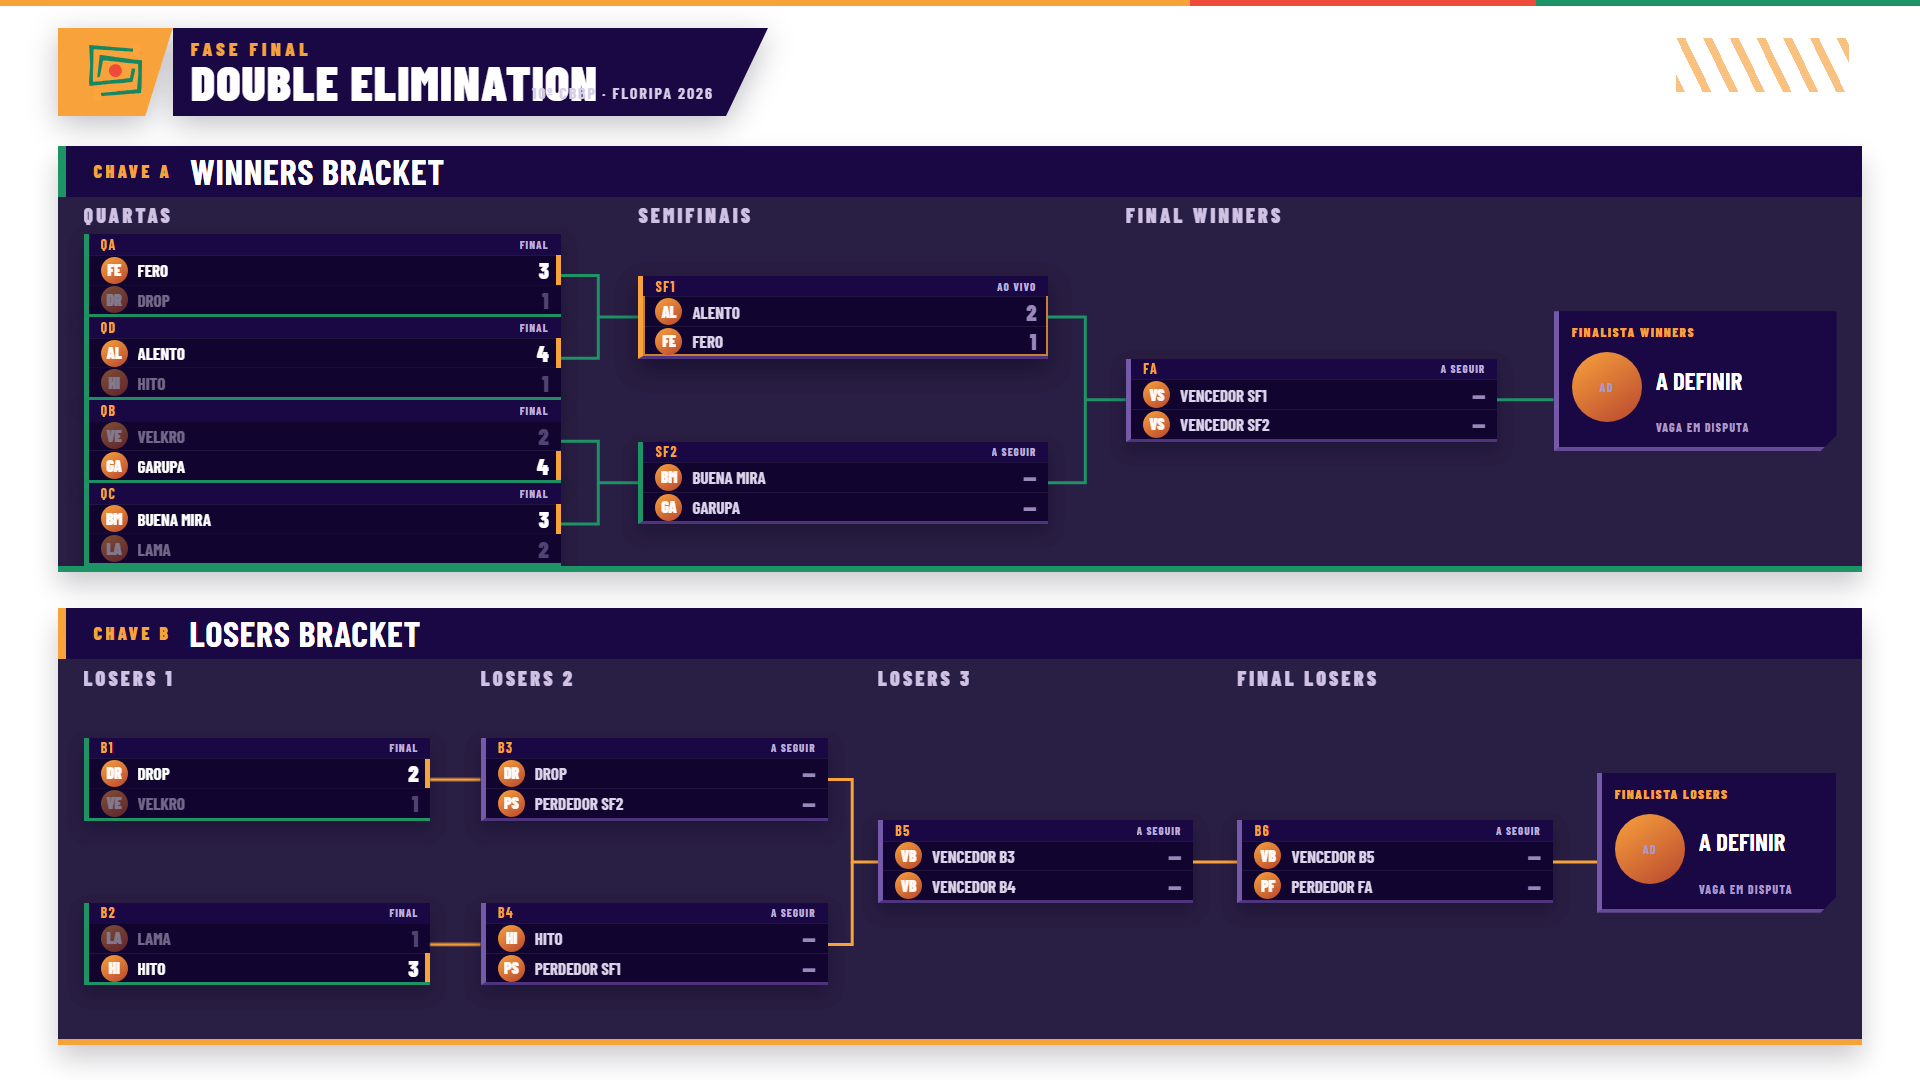 FASE FINAL
DOUBLE ELIMINATION
10º CBBP · FLORIPA 2026
CHAVE A WINNERS BRACKET
QUARTAS SEMIFINAIS FINAL WINNERS
QA FINAL
FE FERO 3
DR DROP 1
QD FINAL
AL ALENTO 4
HI HITO 1
QB FINAL
VE VELKRO 2
GA GARUPA 4
QC FINAL
BM BUENA MIRA 3
LA LAMA 2
SF1 AO VIVO
AL ALENTO 2
FE FERO 1
SF2 A SEGUIR
BM BUENA MIRA —
GA GARUPA —
FA A SEGUIR
VS VENCEDOR SF1 —
VS VENCEDOR SF2 —
FINALISTA WINNERS
AD A DEFINIR
VAGA EM DISPUTA
CHAVE B LOSERS BRACKET
LOSERS 1 LOSERS 2 LOSERS 3 FINAL LOSERS
B1 FINAL
DR DROP 2
VE VELKRO 1
B2 FINAL
LA LAMA 1
HI HITO 3
B3 A SEGUIR
DR DROP —
PS PERDEDOR SF2 —
B4 A SEGUIR
HI HITO —
PS PERDEDOR SF1 —
B5 A SEGUIR
VB VENCEDOR B3 —
VB VENCEDOR B4 —
B6 A SEGUIR
VB VENCEDOR B5 —
PF PERDEDOR FA —
FINALISTA LOSERS
AD A DEFINIR
VAGA EM DISPUTA